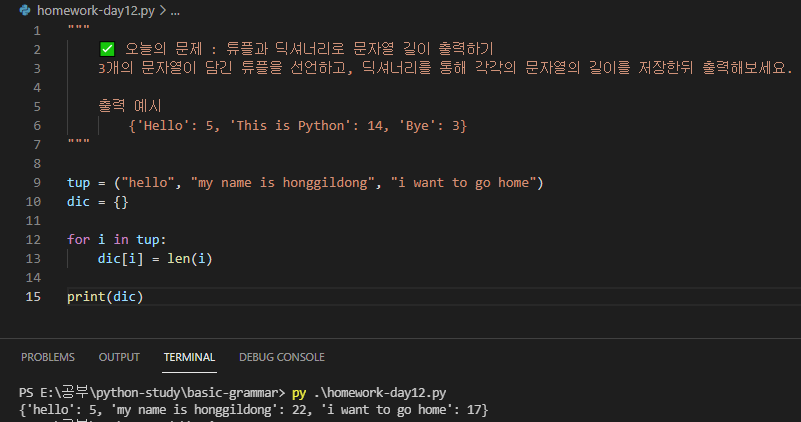 homework-day12.py > ...
1 """
2 ✅ 오늘의 문제 : 튜플과 딕셔너리로 문자열 길이 출력하기
3 3개의 문자열이 담긴 튜플을 선언하고, 딕셔너리를 통해 각각의 문자열의 길이를 저장한뒤 출력해보세요.
4
5 출력 예시
6 {'Hello': 5, 'This is Python': 14, 'Bye': 3}
7 """
8
9 tup = ("hello", "my name is honggildong", "i want to go home")
10 dic = {}
11
12 for i in tup:
13 dic[i] = len(i)
14
15 print(dic)
PROBLEMS OUTPUT TERMINAL DEBUG CONSOLE
PS E:\공부\python-study\basic-grammar> py .\homework-day12.py
{'hello': 5, 'my name is honggildong': 22, 'i want to go home': 17}